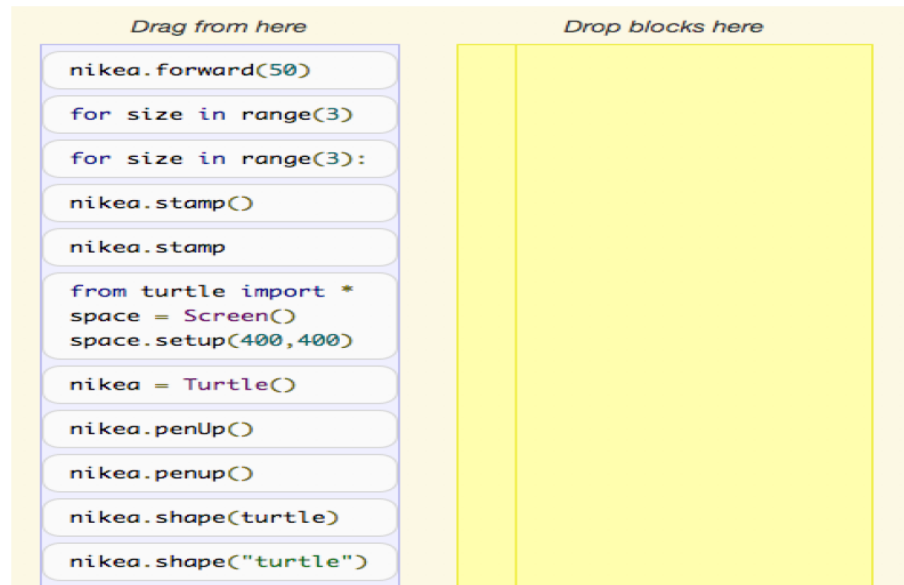 Drag from here
Drop blocks here
nikea.forward(50)
for size in range(3)
for size in range(3):
nikea.stamp()
nikea.stamp
from turtle import *
space = Screen()
space.setup(400,400)
nikea = Turtle()
nikea.penUp()
nikea.penup()
nikea.shape(turtle)
nikea.shape("turtle")